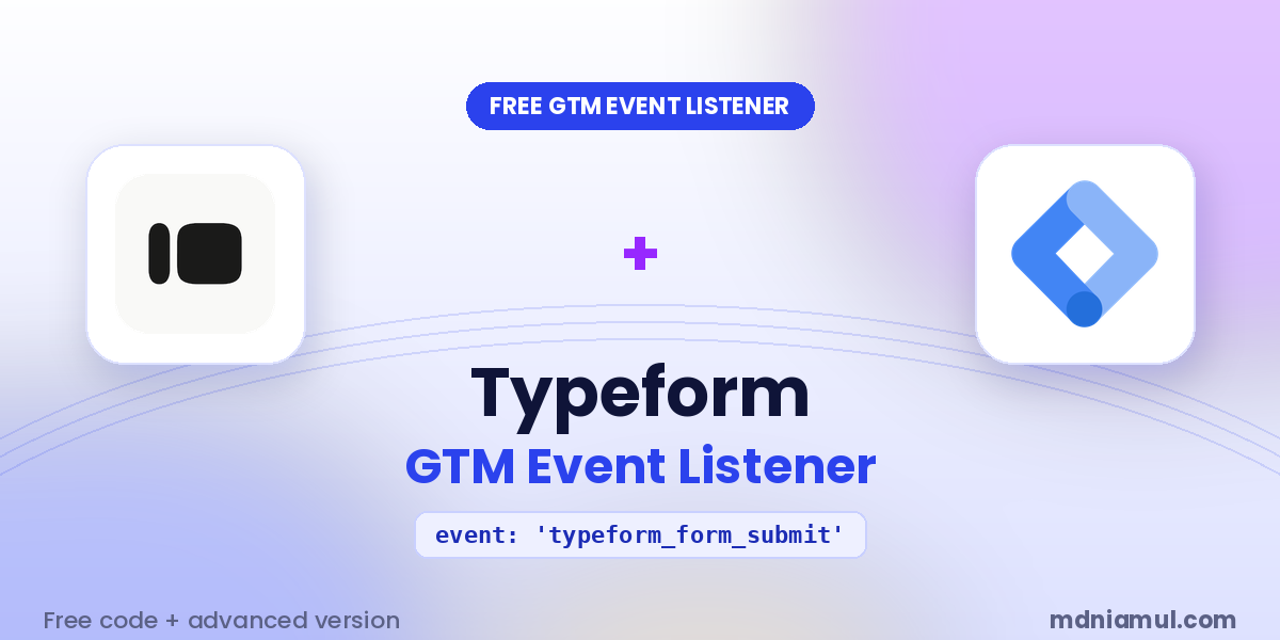 FREE GTM EVENT LISTENER
+
Typeform
GTM Event Listener
event: 'typeform_form_submit'
Free code + advanced version
mdniamul.com